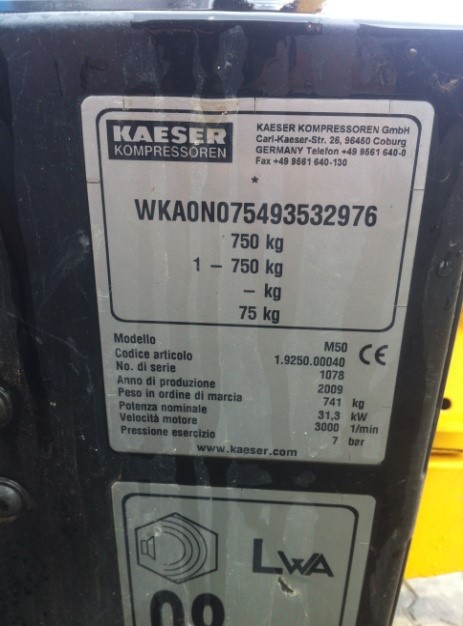 KAESER
KOMPRESSOREN
KAESER KOMPRESSOREN GmbH
Carl-Kaeser-Str. 26, 96450 Coburg
GERMANY Telefon +49 9561 640-0
Fax +49 9561 640-130
*
WKA0N075493532976
750 kg
1 – 750 kg
– kg
75 kg
Modello M50 CE
Codice articolo 1.9250.00040
No. di serie 1078
Anno di produzione 2009
Peso in ordine di marcia 741 kg
Potenza nominale 31,3 kW
Velocità motore 3000 1/min
Pressione esercizio 7 bar
www.kaeser.com
LWA